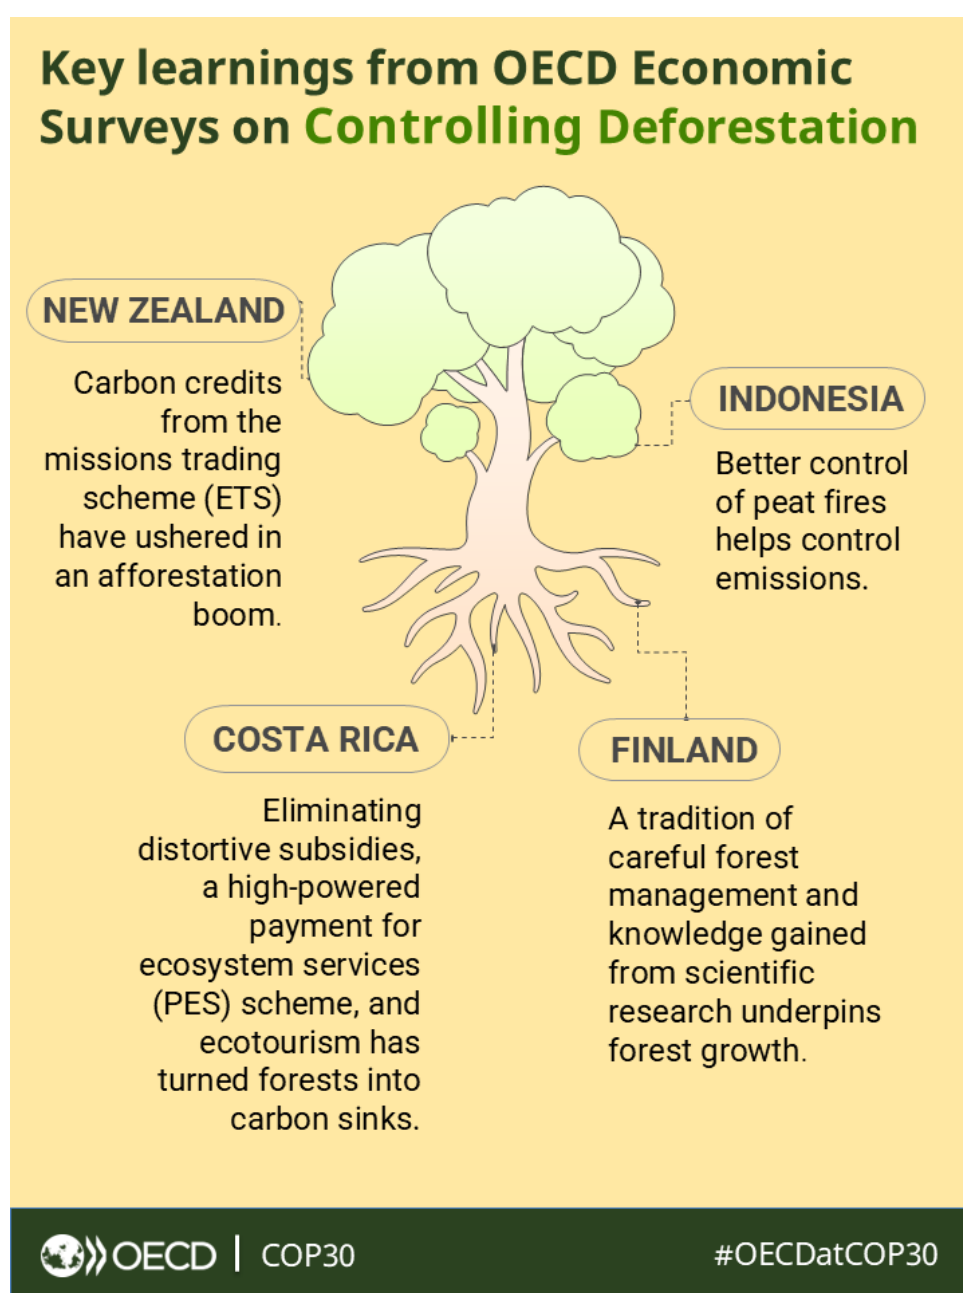 Key learnings from OECD Economic
Surveys on Controlling Deforestation
NEW ZEALAND
Carbon credits
from the
missions trading
scheme (ETS)
have ushered in
an afforestation
boom.
INDONESIA
Better control
of peat fires
helps control
emissions.
COSTA RICA
Eliminating
distortive subsidies,
a high-powered
payment for
ecosystem services
(PES) scheme, and
ecotourism has
turned forests into
carbon sinks.
FINLAND
A tradition of
careful forest
management and
knowledge gained
from scientific
research underpins
forest growth.
OECD | COP30
#OECDatCOP30